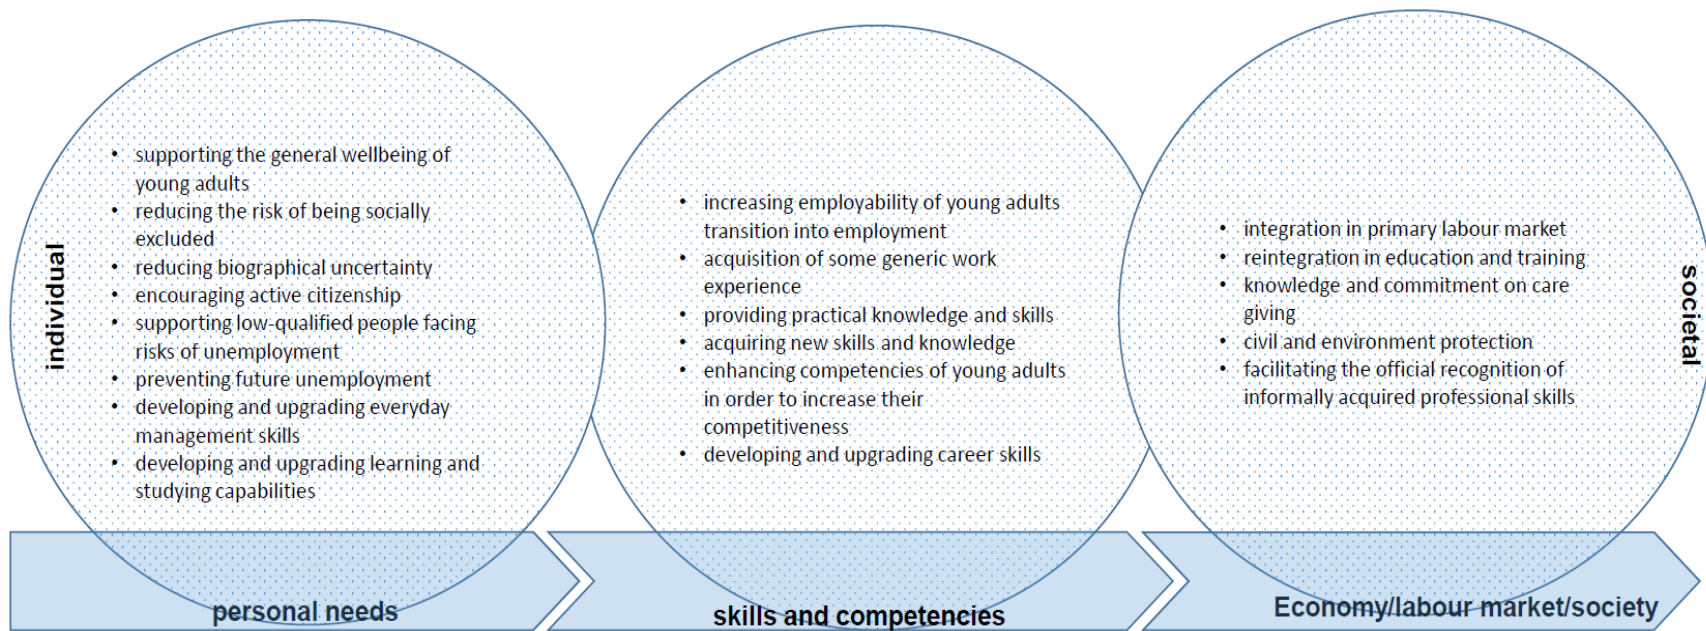 individual
• supporting the general wellbeing of
young adults
• reducing the risk of being socially
excluded
• reducing biographical uncertainty
• encouraging active citizenship
• supporting low-qualified people facing
risks of unemployment
• preventing future unemployment
• developing and upgrading everyday
management skills
• developing and upgrading learning and
studying capabilities
personal needs
• increasing employability of young adults
transition into employment
• acquisition of some generic work
experience
• providing practical knowledge and skills
• acquiring new skills and knowledge
• enhancing competencies of young adults
in order to increase their
competitiveness
• developing and upgrading career skills
skills and competencies
• integration in primary labour market
• reintegration in education and training
• knowledge and commitment on care
giving
• civil and environment protection
• facilitating the official recognition of
informally acquired professional skills
societal
Economy/labour market/society